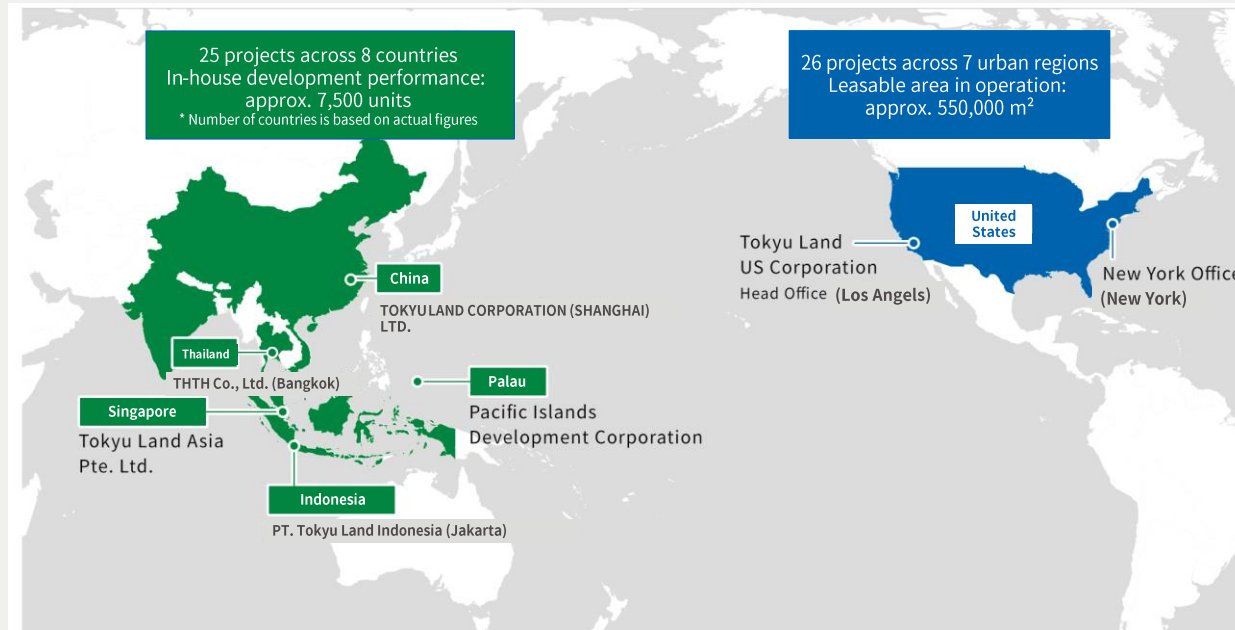 25 projects across 8 countries
In-house development performance:
approx. 7,500 units
* Number of countries is based on actual figures
26 projects across 7 urban regions
Leasable area in operation:
approx. 550,000 m²
United
States
Tokyu Land
US Corporation
Head Office (Los Angels)
New York Office
(New York)
China
TOKYU LAND CORPORATION (SHANGHAI)
LTD.
Thailand
THTH Co., Ltd. (Bangkok)
Palau
Pacific Islands
Development Corporation
Singapore
Tokyu Land Asia
Pte. Ltd.
Indonesia
PT. Tokyu Land Indonesia (Jakarta)